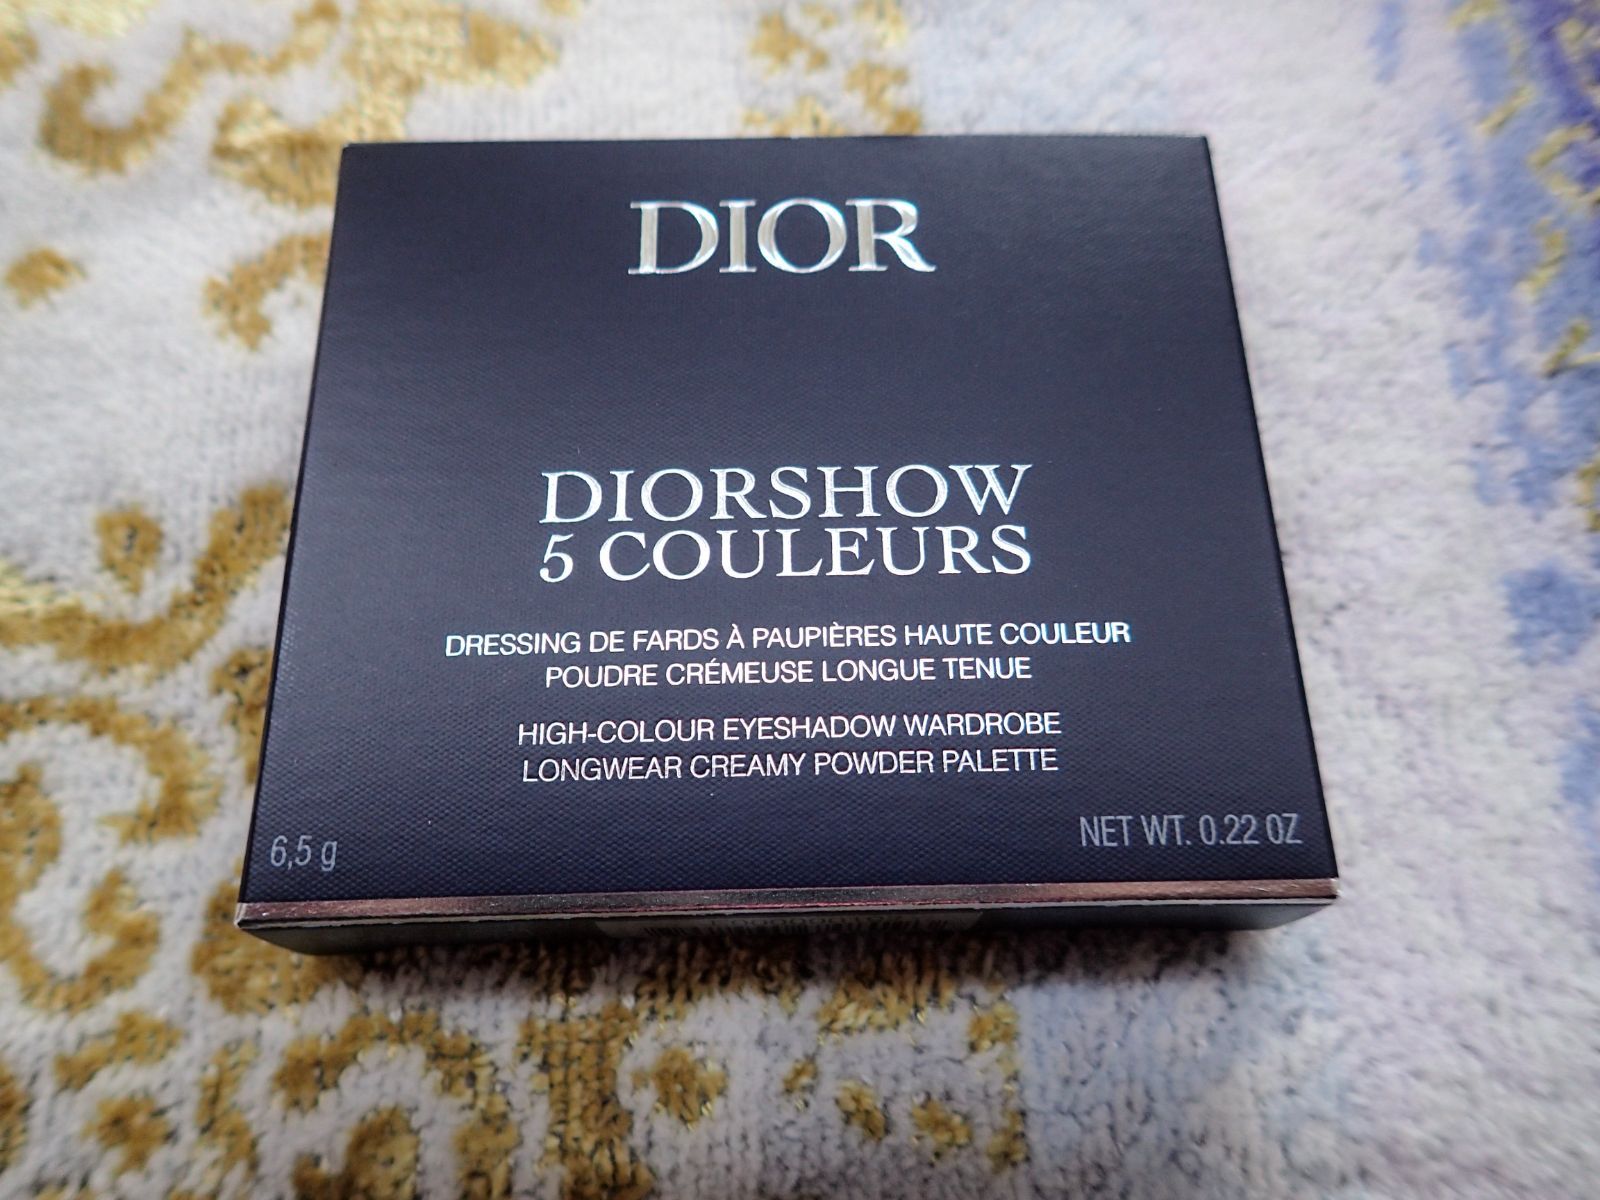 DIOR
DIORSHOW
5 COULEURS
DRESSING DE FARDS À PAUPIÈRES HAUTE COULEUR
POUDRE CRÉMEUSE LONGUE TENUE
HIGH-COLOUR EYESHADOW WARDROBE
LONGWEAR CREAMY POWDER PALETTE
6,5 g
NET WT. 0.22 OZ